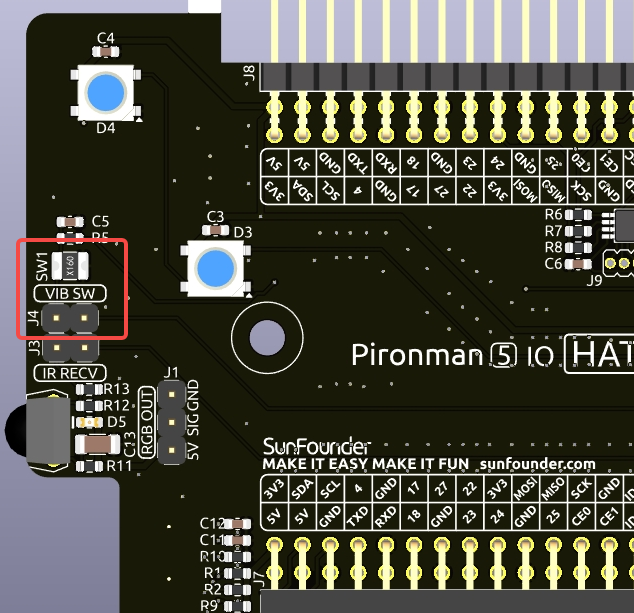 C4
J8
D4
5V 5V GND TXD RXD 18 GND 23 24 GND 25 CE0 CE1
3V3 SDA SCL 4 GND 17 27 22 3V3 MOSI MISO SCK GND
C5
R5
C3
D3
R6
R7
R8
C6
J9
SW1
X160
VIB SW
J4
J3
IR RECV
Pironman 5 IO HAT
R13
R12
D5
C13
R11
J1
RGB OUT
5V SIG GND
SunFounder
MAKE IT EASY MAKE IT FUN sunfounder.com
3V3 SDA SCL 4 GND 17 27 22 3V3 MOSI MISO SCK GND
5V 5V GND TXD RXD 18 GND 23 24 GND 25 CE0 CE1
C11
R10
R1
R2
R9
J7